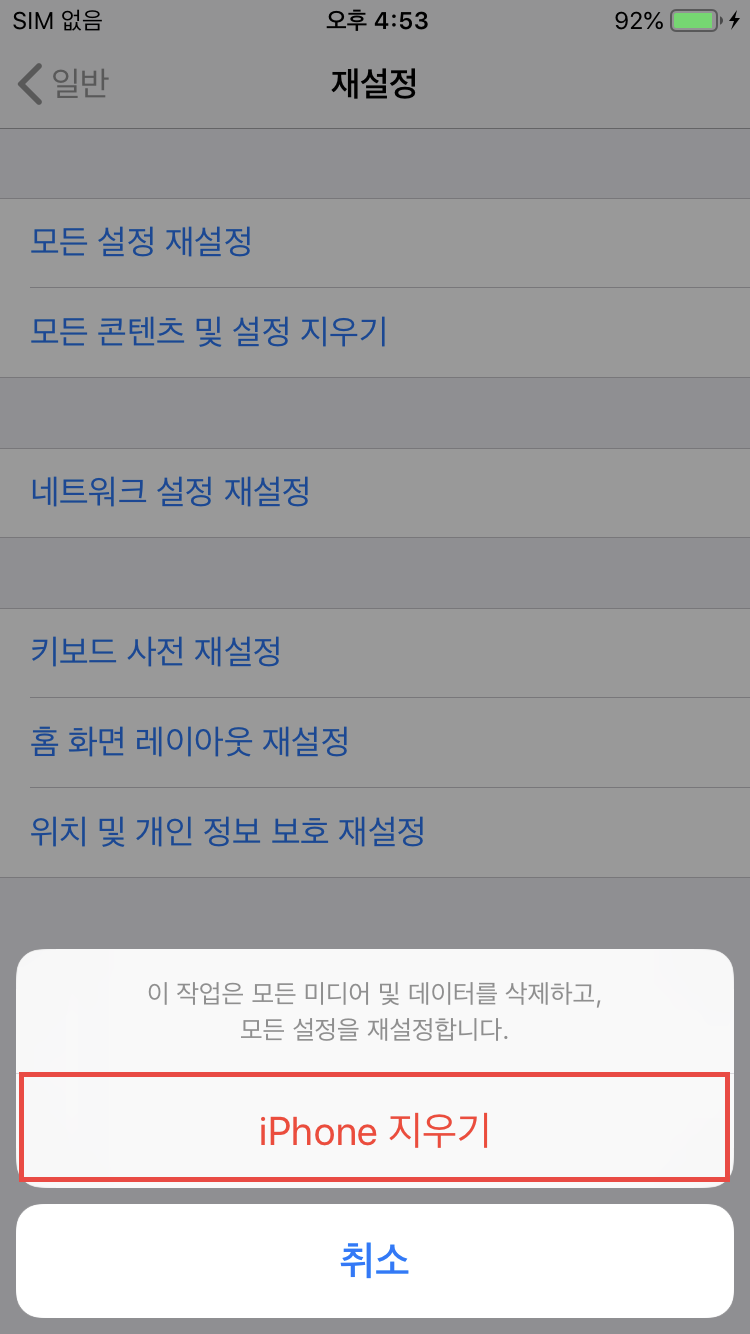 SIM 없음 오후 4:53 92%
일반 재설정
모든 설정 재설정
모든 콘텐츠 및 설정 지우기
네트워크 설정 재설정
키보드 사전 재설정
홈 화면 레이아웃 재설정
위치 및 개인 정보 보호 재설정
이 작업은 모든 미디어 및 데이터를 삭제하고,
모든 설정을 재설정합니다.
iPhone 지우기
취소